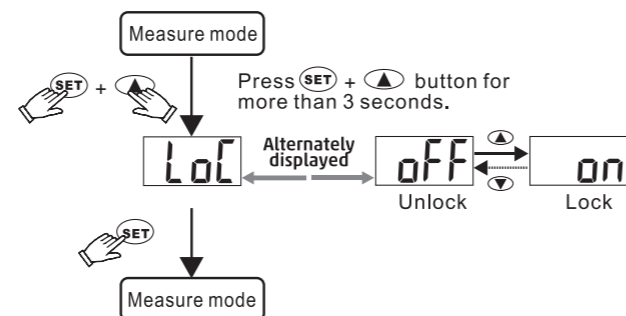 Measure mode
SET + ▲
Press SET + ▲ button for
more than 3 seconds.
LoC
Alternately
displayed
oFF
▲
▼
on
Unlock
Lock
SET
Measure mode